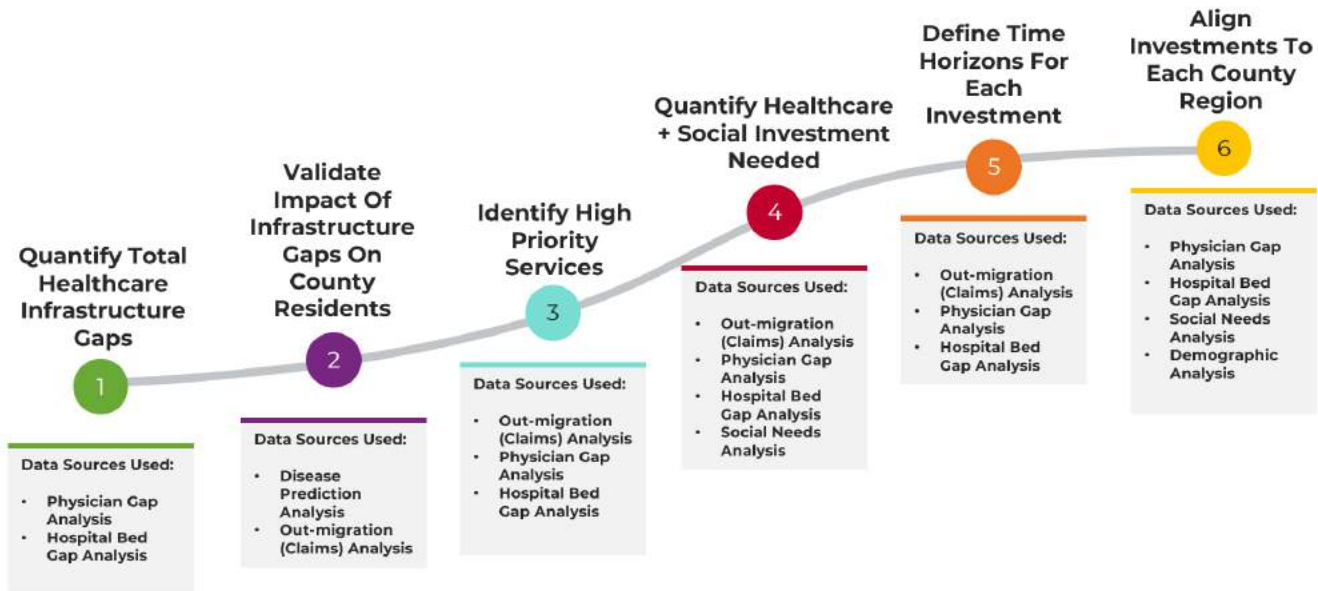 Quantify Total
Healthcare
Infrastructure
Gaps
1
Data Sources Used:
• Physician Gap
Analysis
• Hospital Bed
Gap Analysis
Validate
Impact Of
Infrastructure
Gaps On
County
Residents
2
Data Sources Used:
• Disease
Prediction
Analysis
• Out-migration
(Claims) Analysis
Identify High
Priority
Services
3
Data Sources Used:
• Out-migration
(Claims) Analysis
• Physician Gap
Analysis
• Hospital Bed
Gap Analysis
Quantify Healthcare
+ Social Investment
Needed
4
Data Sources Used:
• Out-migration
(Claims) Analysis
• Physician Gap
Analysis
• Hospital Bed
Gap Analysis
• Social Needs
Analysis
Define Time
Horizons For
Each
Investment
5
Data Sources Used:
• Out-migration
(Claims) Analysis
• Physician Gap
Analysis
• Hospital Bed
Gap Analysis
Align
Investments To
Each County
Region
6
Data Sources Used:
• Physician Gap
Analysis
• Hospital Bed
Gap Analysis
• Social Needs
Analysis
• Demographic
Analysis